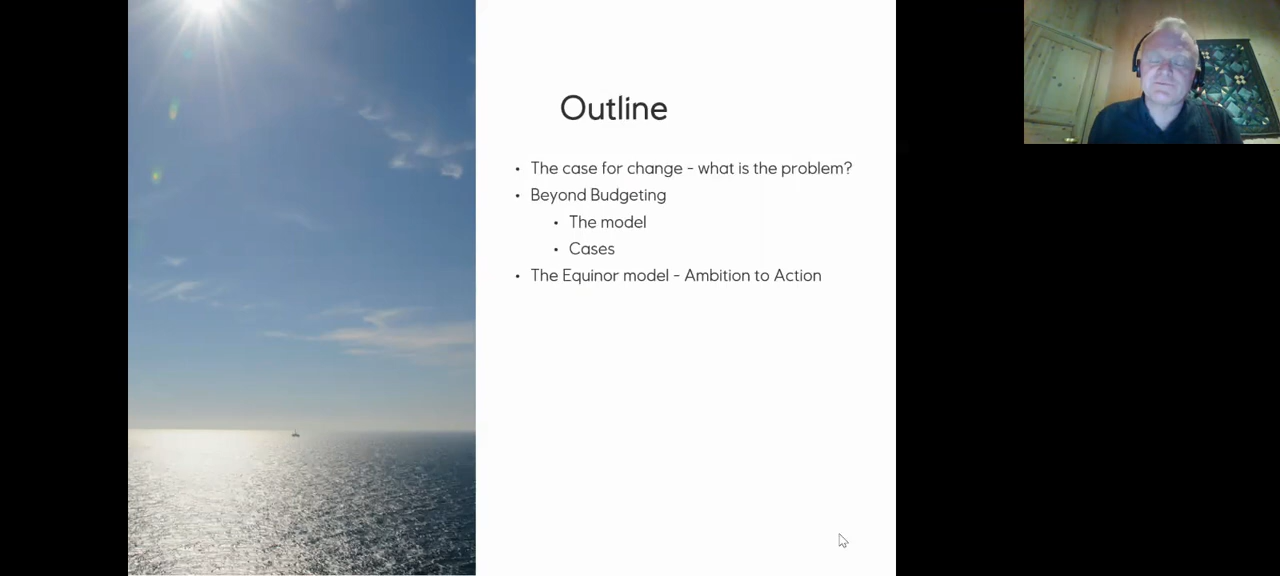 Outline
• The case for change - what is the problem?
• Beyond Budgeting
• The model
• Cases
• The Equinor model - Ambition to Action